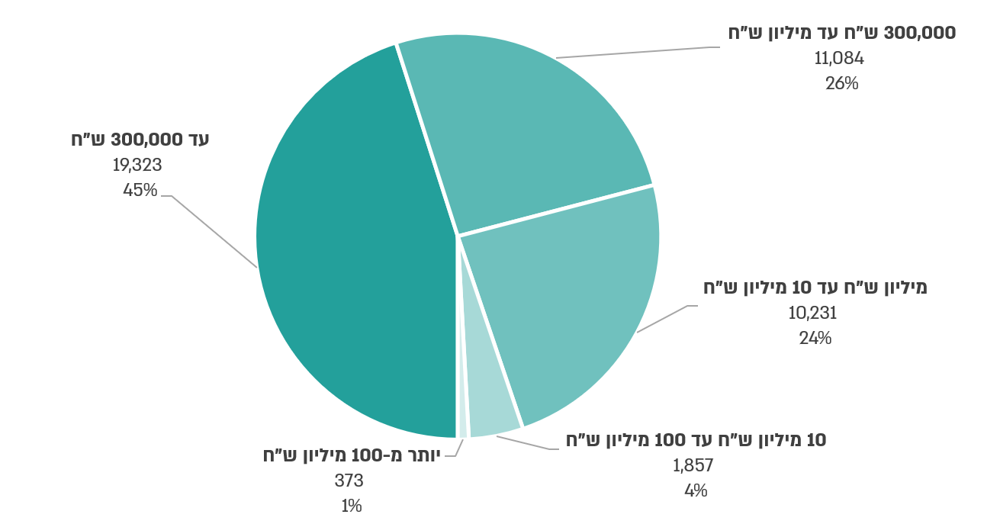 300,000 ש"ח עד מיליון ש"ח
11,084
26%
עד 300,000 ש"ח
19,323
45%
מיליון ש"ח עד 10 מיליון ש"ח
10,231
24%
10 מיליון ש"ח עד 100 מיליון ש"ח
1,857
4%
יותר מ-100 מיליון ש"ח
373
1%